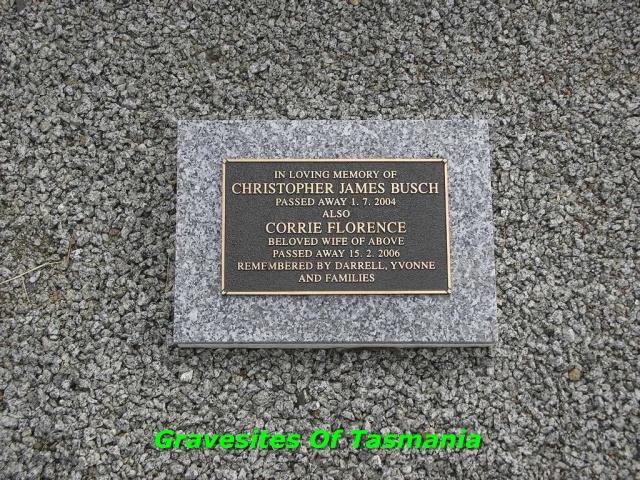 IN LOVING MEMORY OF
CHRISTOPHER JAMES BUSCH
PASSED AWAY 1. 7. 2004
ALSO
CORRIE FLORENCE
BELOVED WIFE OF ABOVE
PASSED AWAY 15. 2. 2006
REMEMBERED BY DARRELL, YVONNE
AND FAMILIES
Gravesites Of Tasmania